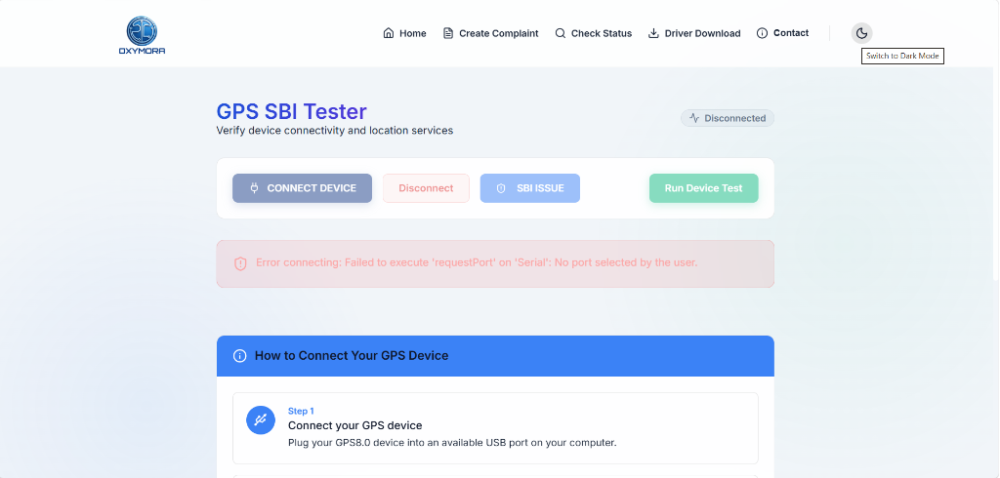 OXYMORA
Home
Create Complaint
Check Status
Driver Download
Contact
Switch to Dark Mode
GPS SBI Tester
Verify device connectivity and location services
Disconnected
CONNECT DEVICE
Disconnect
SBI ISSUE
Run Device Test
Error connecting: Failed to execute 'requestPort' on 'Serial': No port selected by the user.
How to Connect Your GPS Device
Step 1
Connect your GPS device
Plug your GPS8.0 device into an available USB port on your computer.